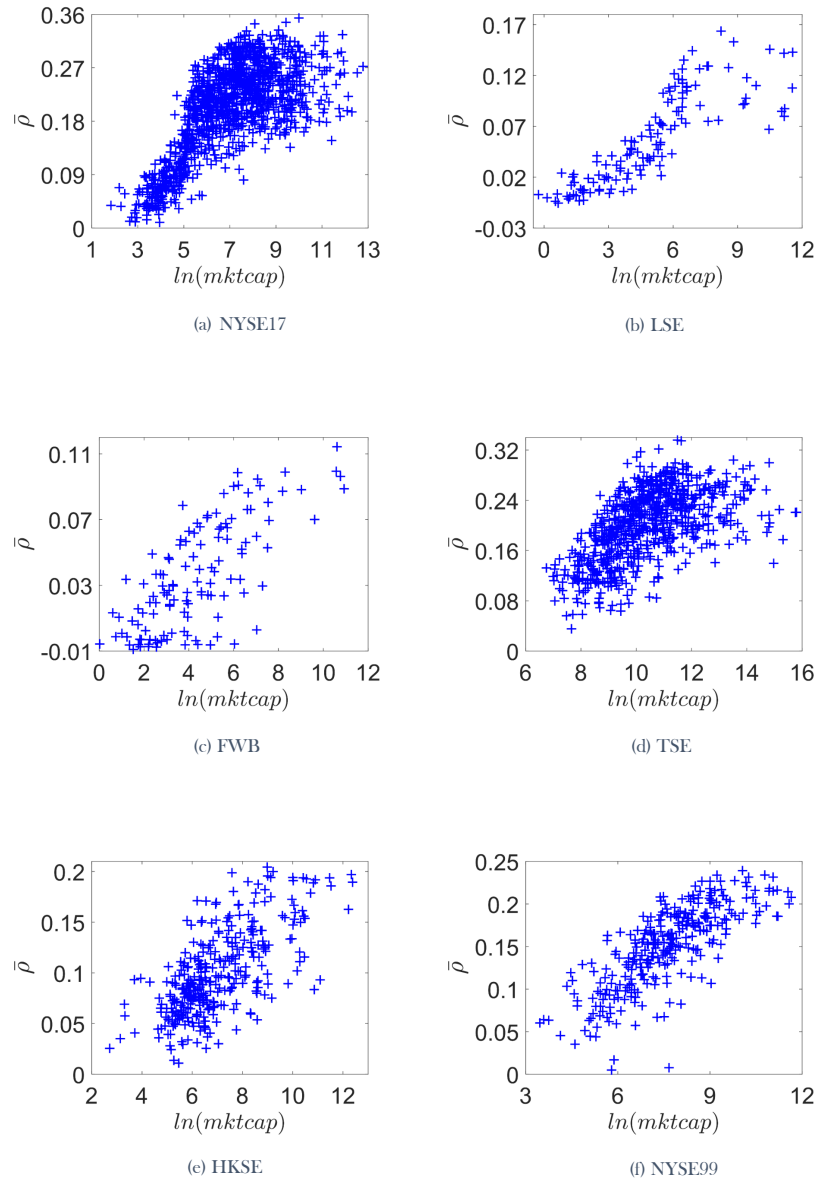 0.36
0.27
0.18
0.09
0
ρ̄
1 3 5 7 9 11 13
ln(mktcap)
(a) NYSE17
0.17
0.12
0.07
0.02
-0.03
ρ̄
0 3 6 9 12
ln(mktcap)
(b) LSE
0.11
0.07
0.03
-0.01
ρ̄
0 2 4 6 8 10 12
ln(mktcap)
(c) FWB
0.32
0.24
0.16
0.08
0
ρ̄
6 8 10 12 14 16
ln(mktcap)
(d) TSE
0.2
0.15
0.1
0.05
0
ρ̄
2 4 6 8 10 12
ln(mktcap)
(e) HKSE
0.25
0.2
0.15
0.1
0.05
0
ρ̄
3 6 9 12
ln(mktcap)
(f) NYSE99